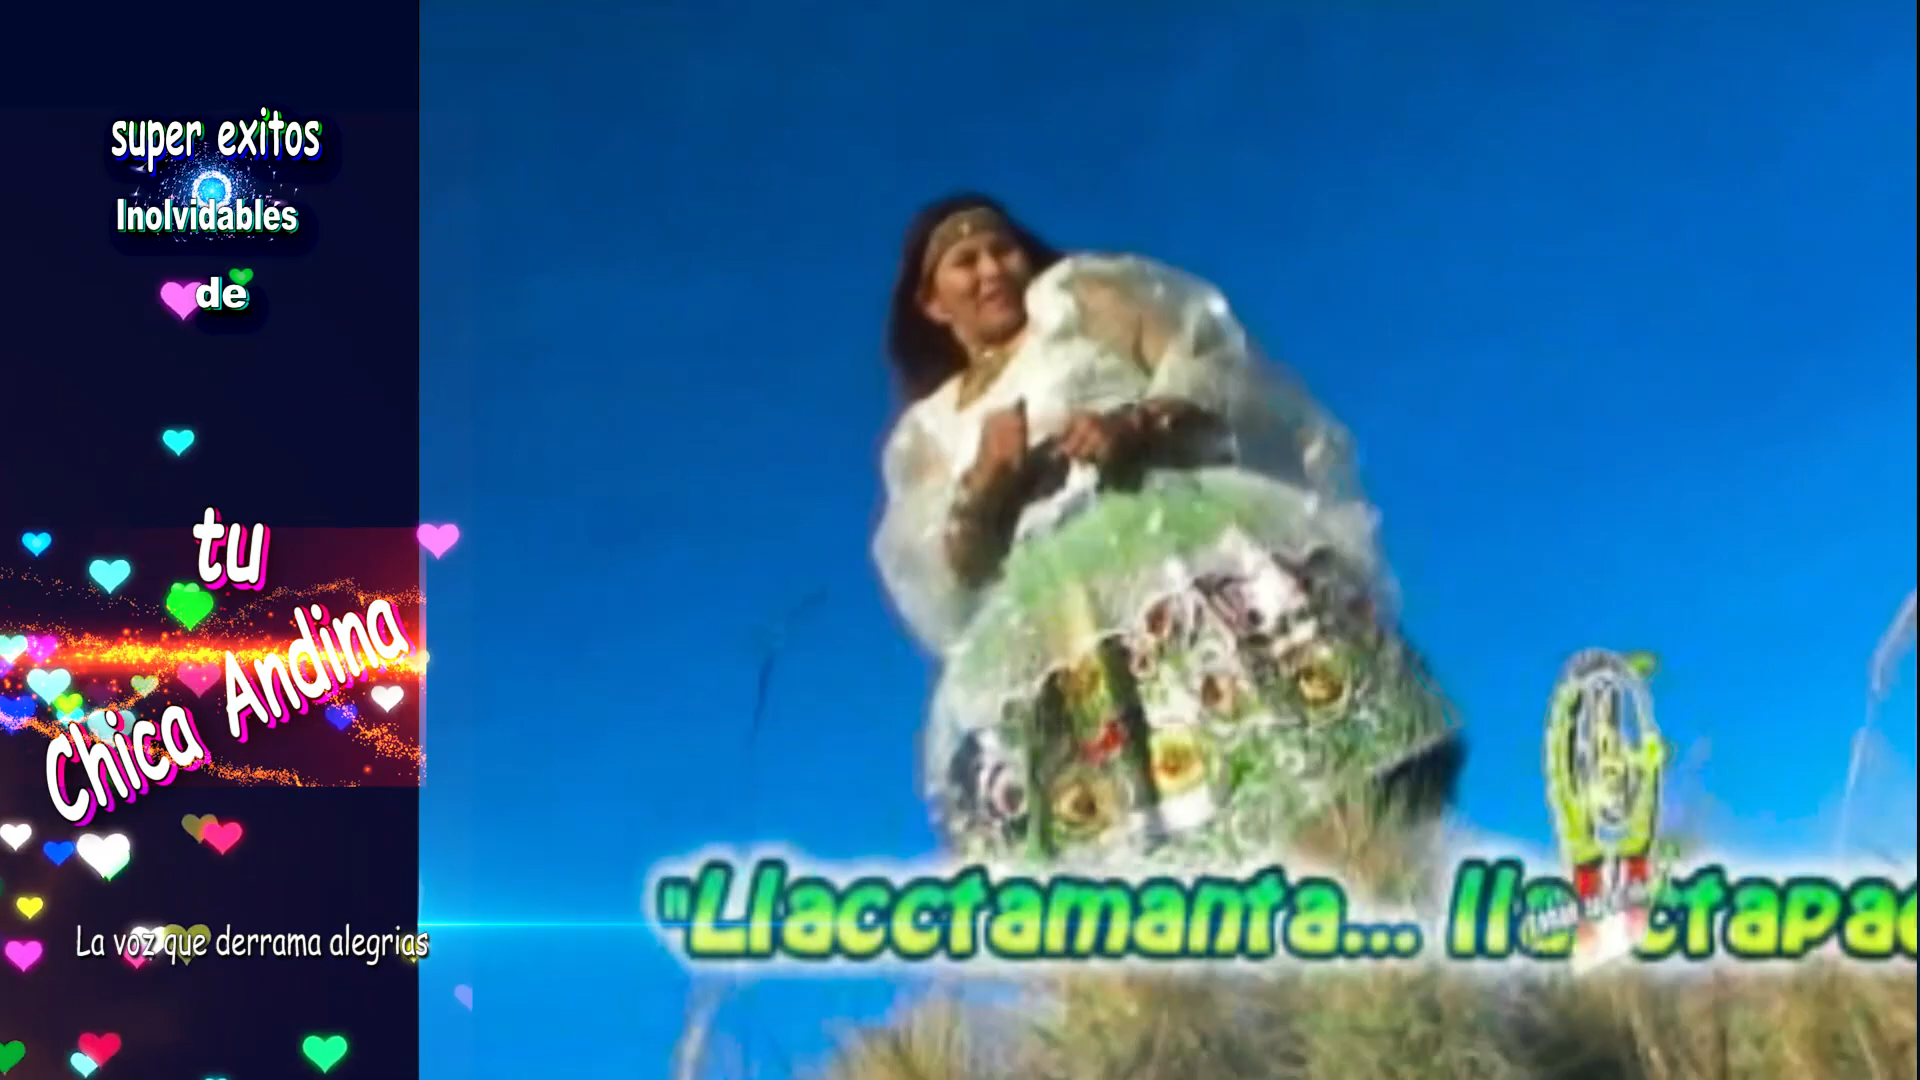 super exitos
Inolvidables
de
tu
Chica Andina
La voz que derrama alegrias
"Llacctamanta...